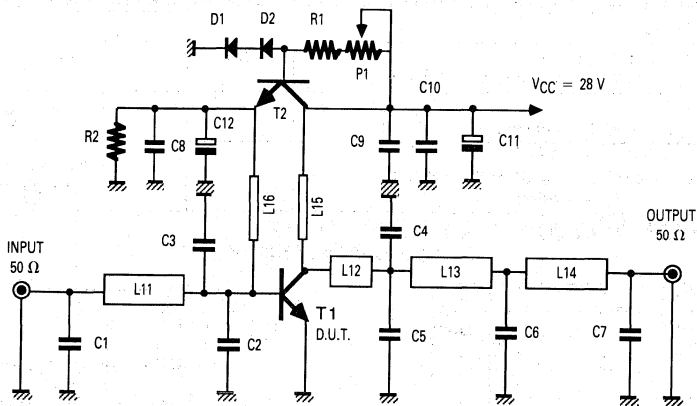 D1
D2
R1
P1
C10
VCC = 28 V
T2
C12
R2
C8
C9
C11
L16
L15
C3
C4
INPUT
50 Ω
OUTPUT
50 Ω
L11
L12
L13
L14
T1
D.U.T.
C1
C2
C5
C6
C7